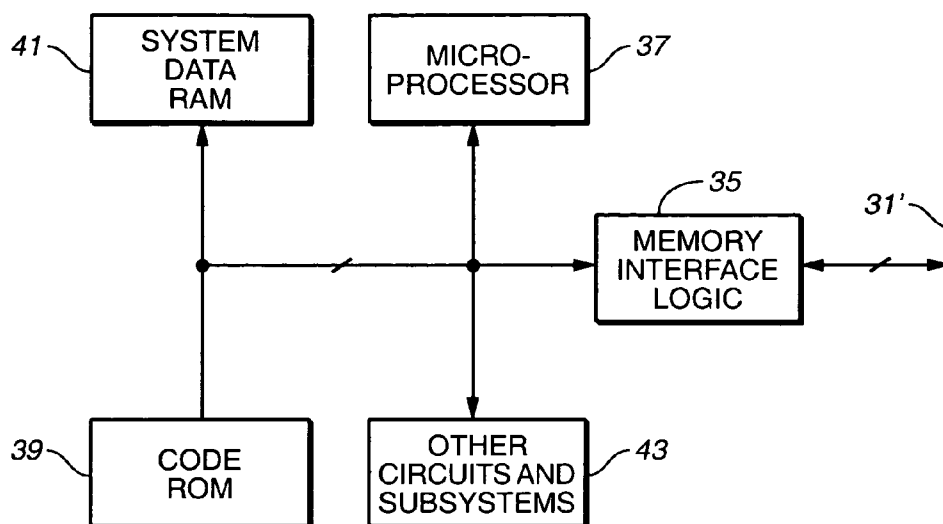 41
SYSTEM
DATA
RAM
MICRO-
PROCESSOR
37
35
MEMORY
INTERFACE
LOGIC
31'
39
CODE
ROM
OTHER
CIRCUITS AND
SUBSYSTEMS
43